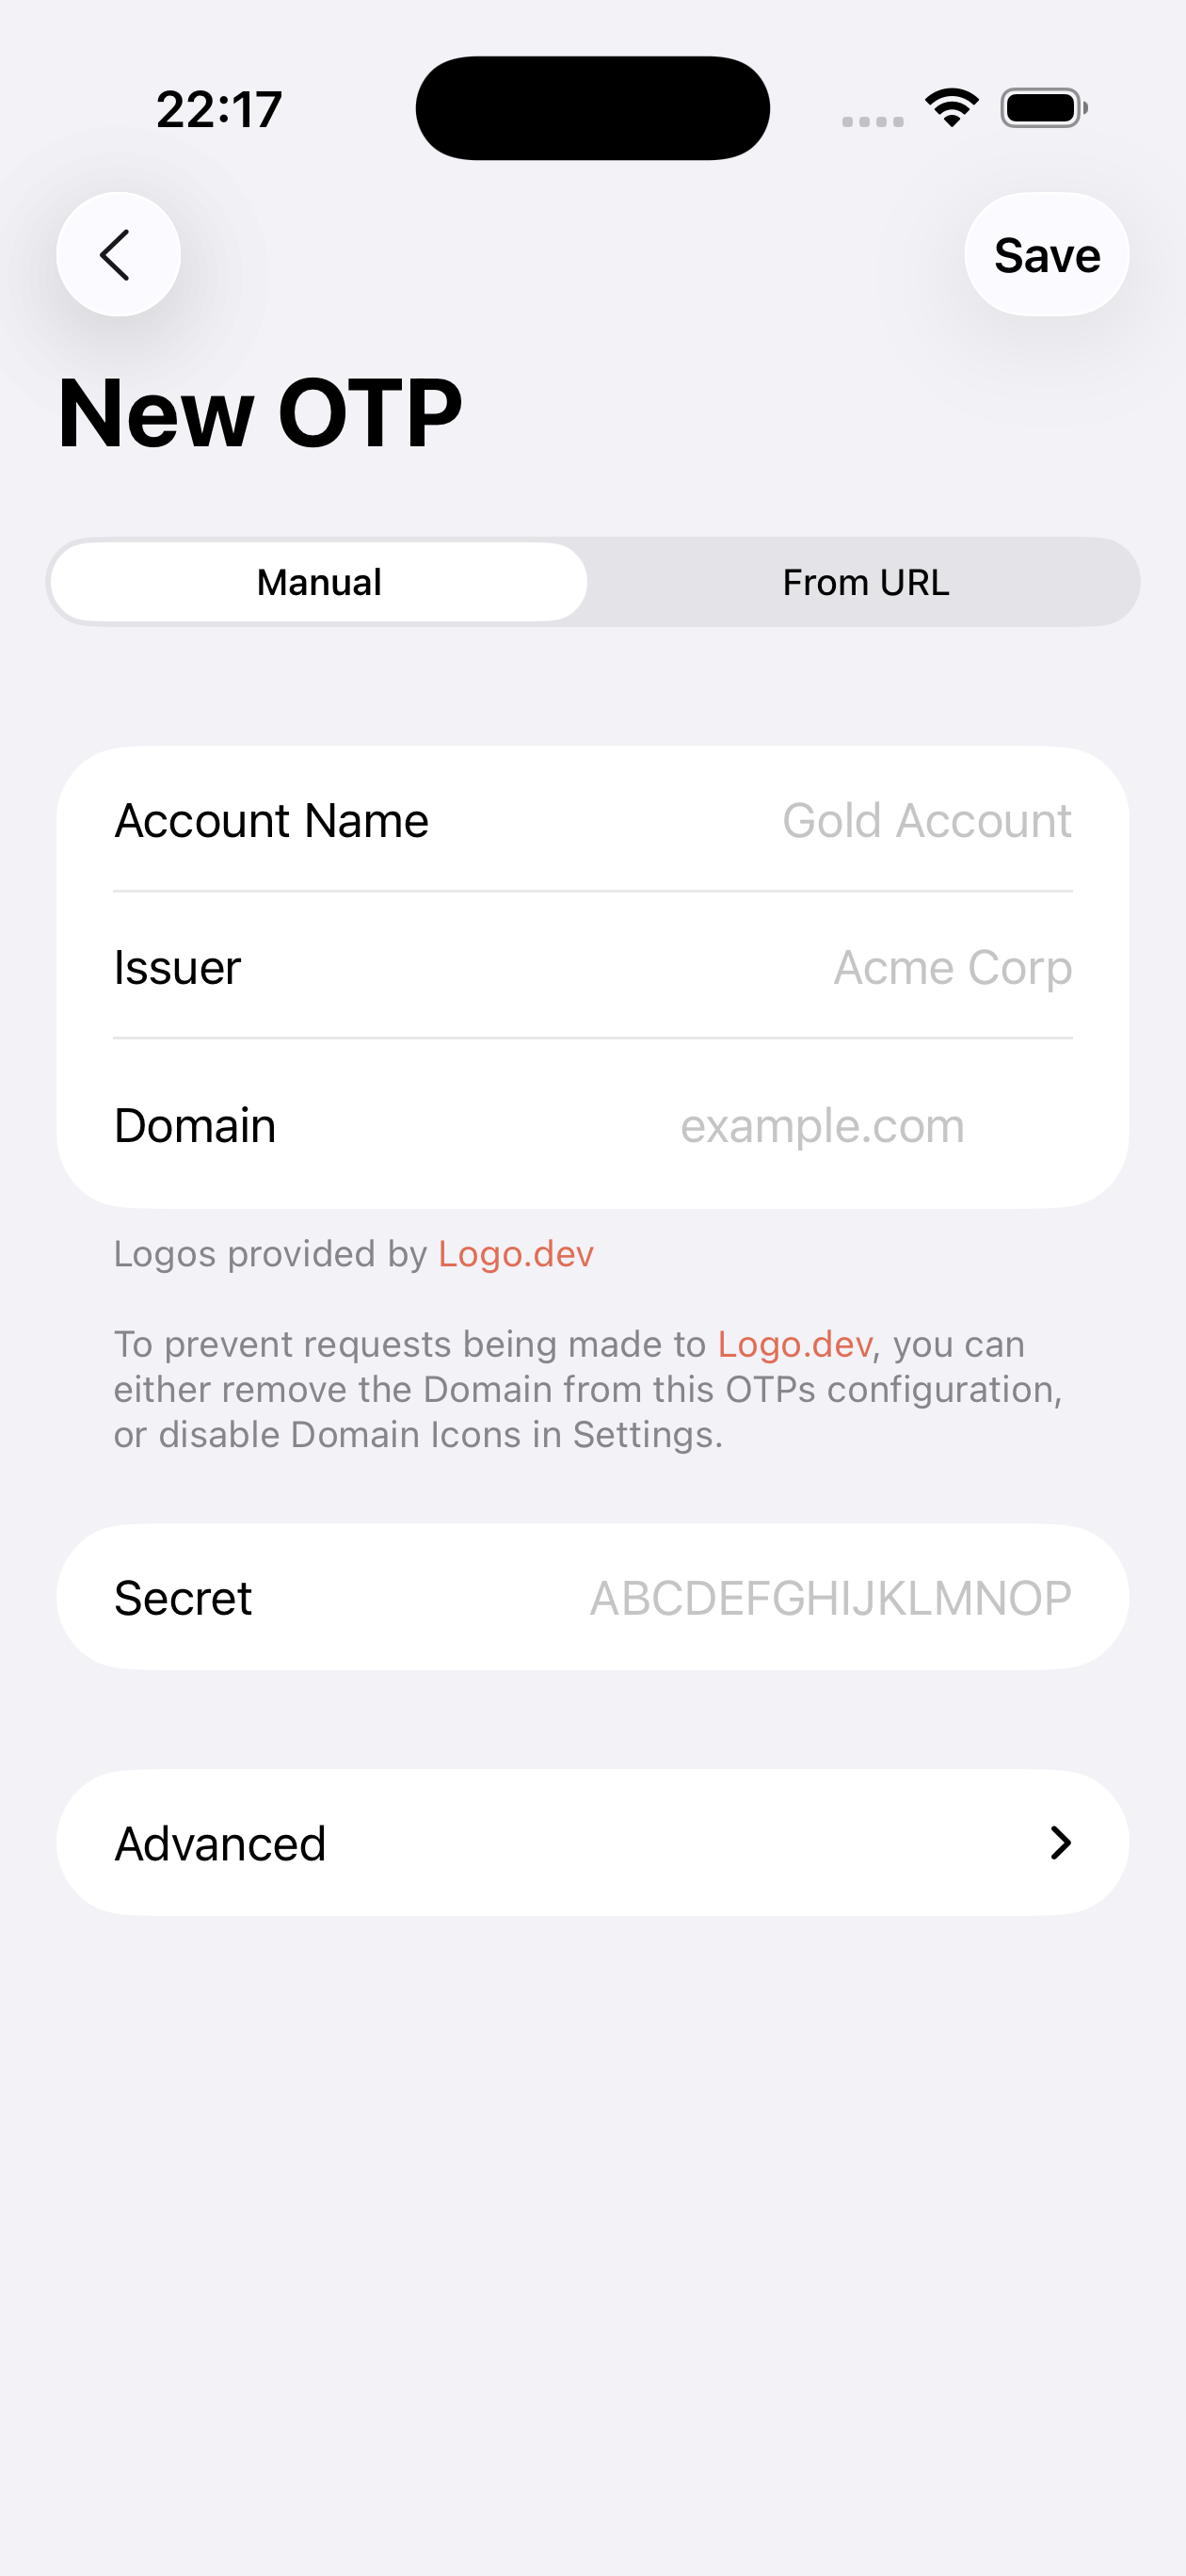 22:17
Save
New OTP
Manual
From URL
Account Name
Gold Account
Issuer
Acme Corp
Domain
example.com
Logos provided by Logo.dev
To prevent requests being made to Logo.dev, you can
either remove the Domain from this OTPs configuration,
or disable Domain Icons in Settings.
Secret
ABCDEFGHIJKLMNOP
Advanced